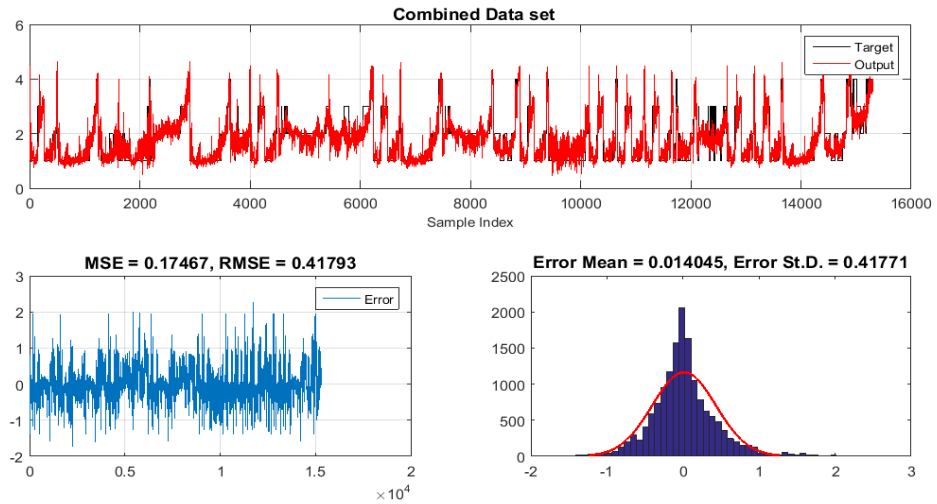 Combined Data set
6
4
2
0
Target
Output
0 2000 4000 6000 8000 10000 12000 14000 16000
Sample Index
MSE = 0.17467, RMSE = 0.41793
3
2
1
0
-1
-2
Error
0 0.5 1 1.5 2
×10⁴
Error Mean = 0.014045, Error St.D. = 0.41771
2500
2000
1500
1000
500
0
-2 -1 0 1 2 3